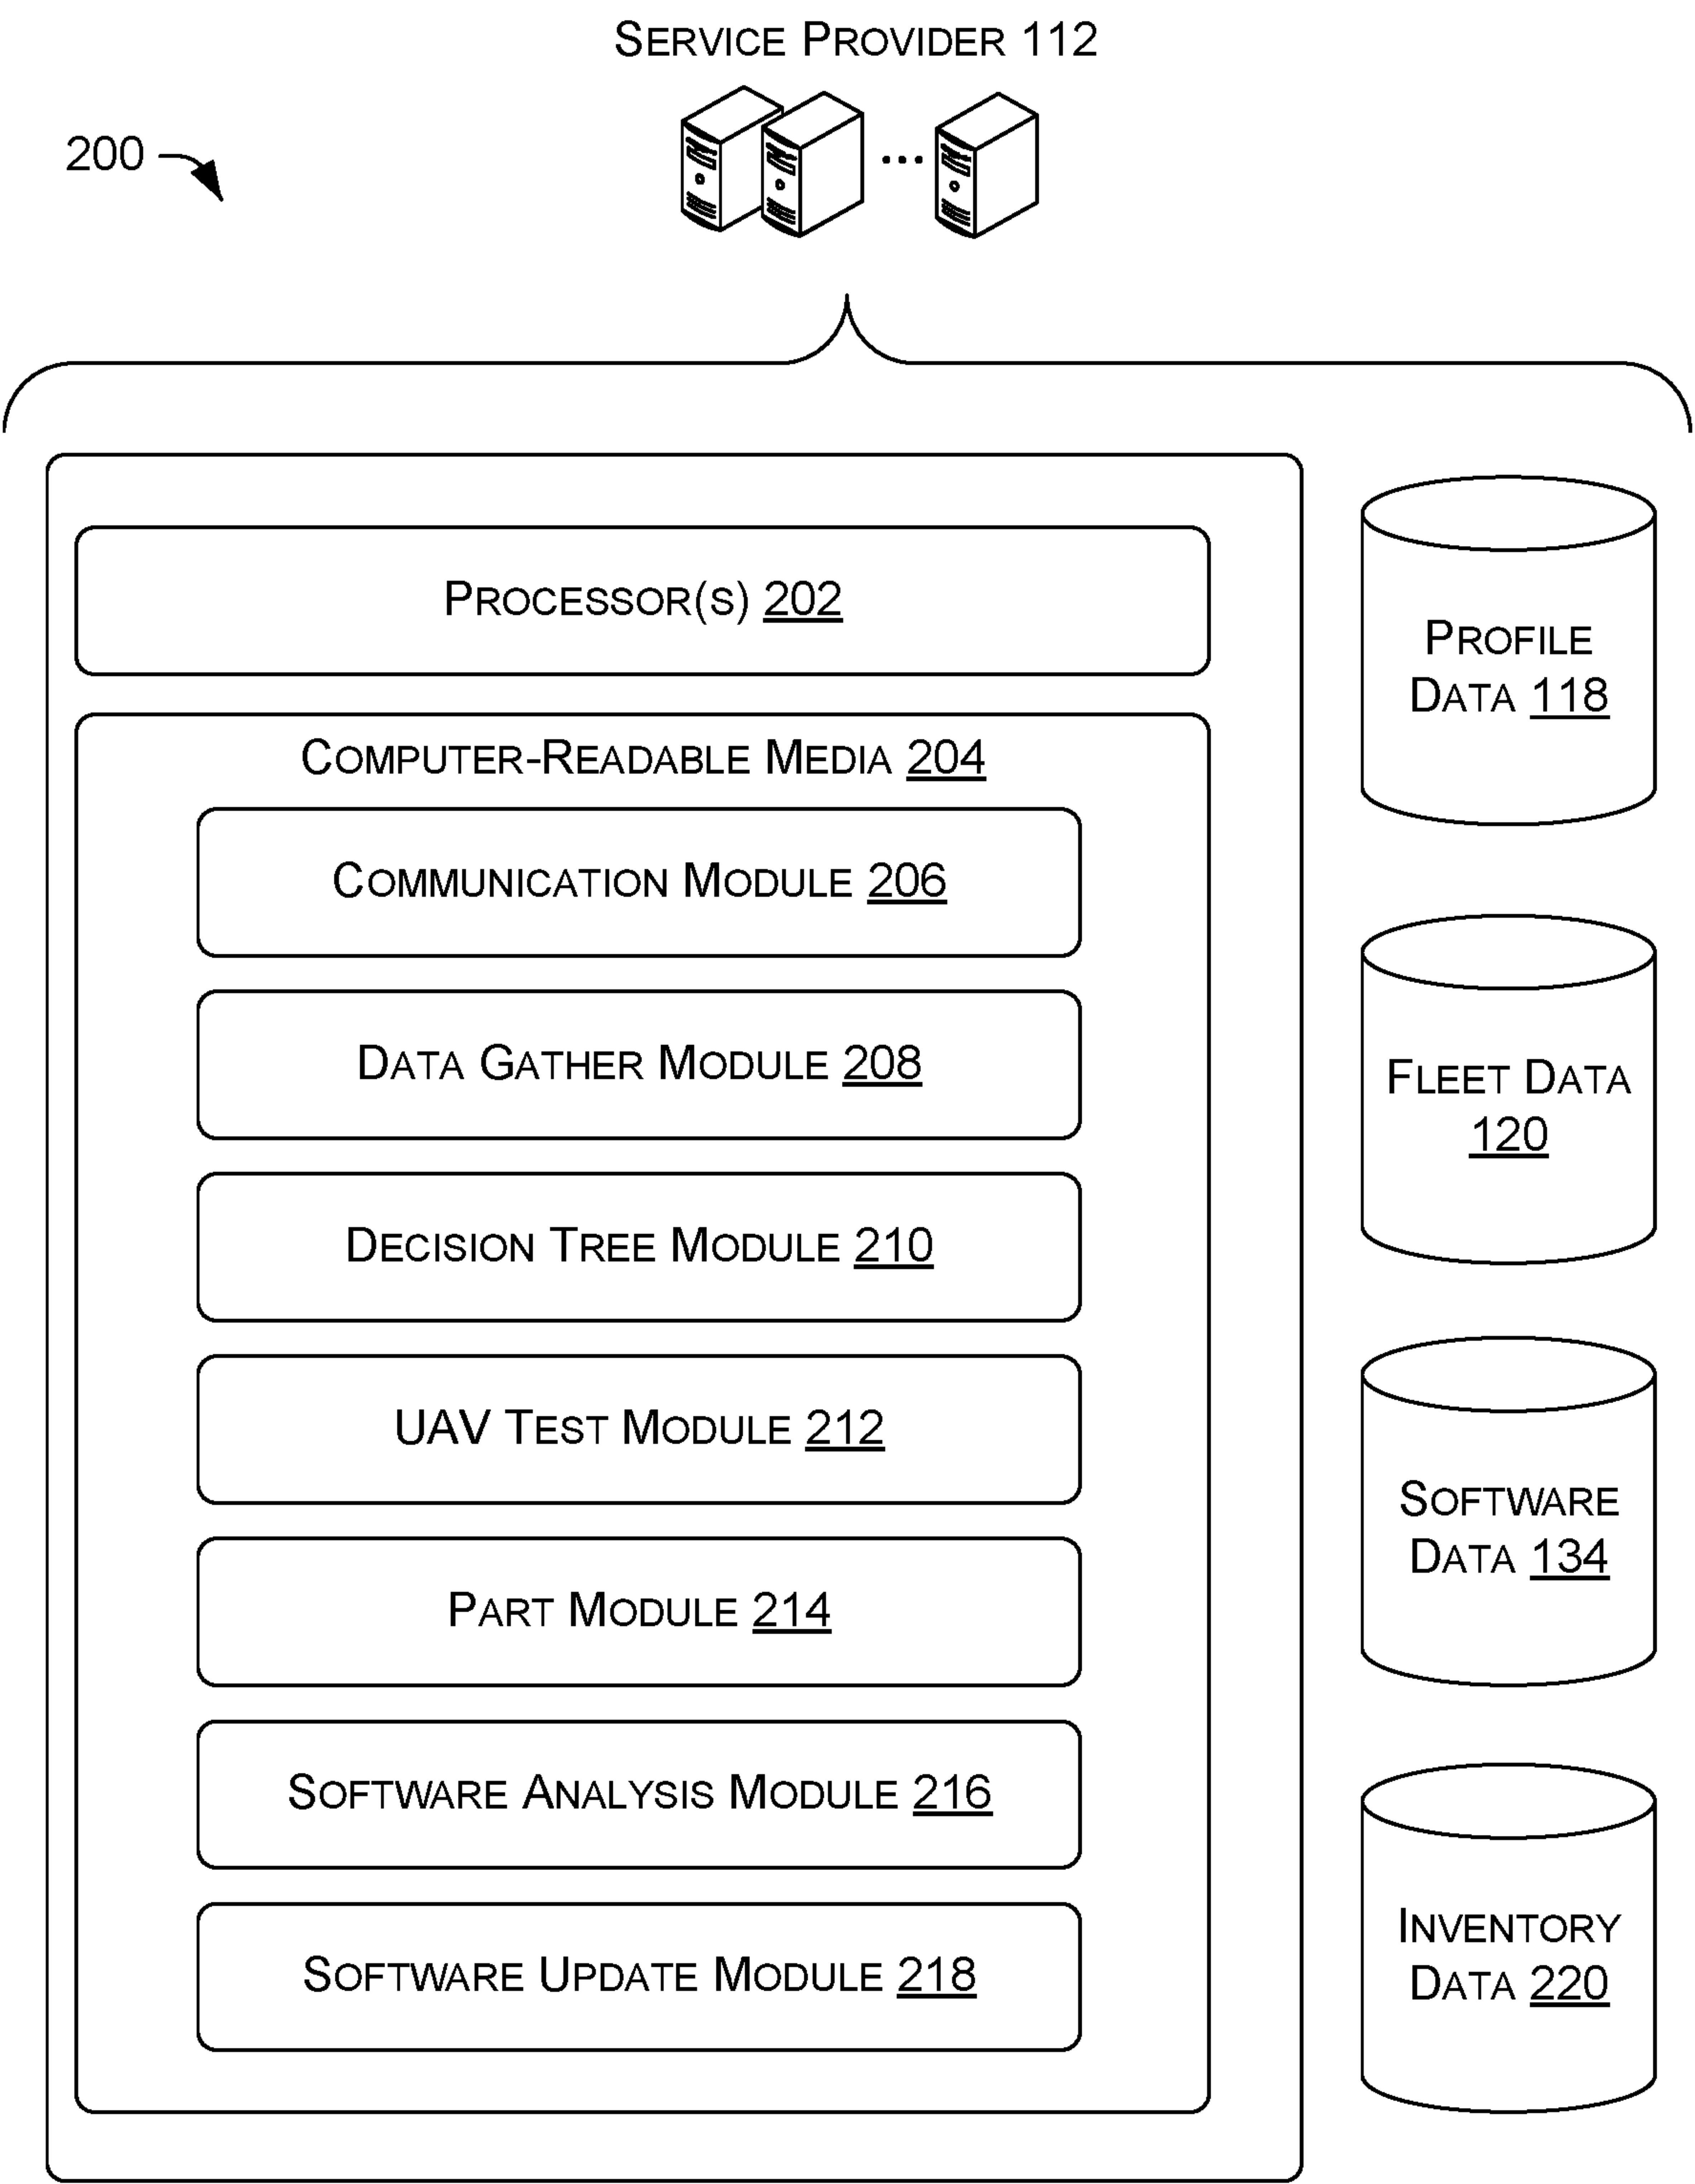 SERVICE PROVIDER 112
200
...
PROCESSOR(S) 202
COMPUTER-READABLE MEDIA 204
COMMUNICATION MODULE 206
DATA GATHER MODULE 208
DECISION TREE MODULE 210
UAV TEST MODULE 212
PART MODULE 214
SOFTWARE ANALYSIS MODULE 216
SOFTWARE UPDATE MODULE 218
PROFILE
DATA 118
FLEET DATA
120
SOFTWARE
DATA 134
INVENTORY
DATA 220